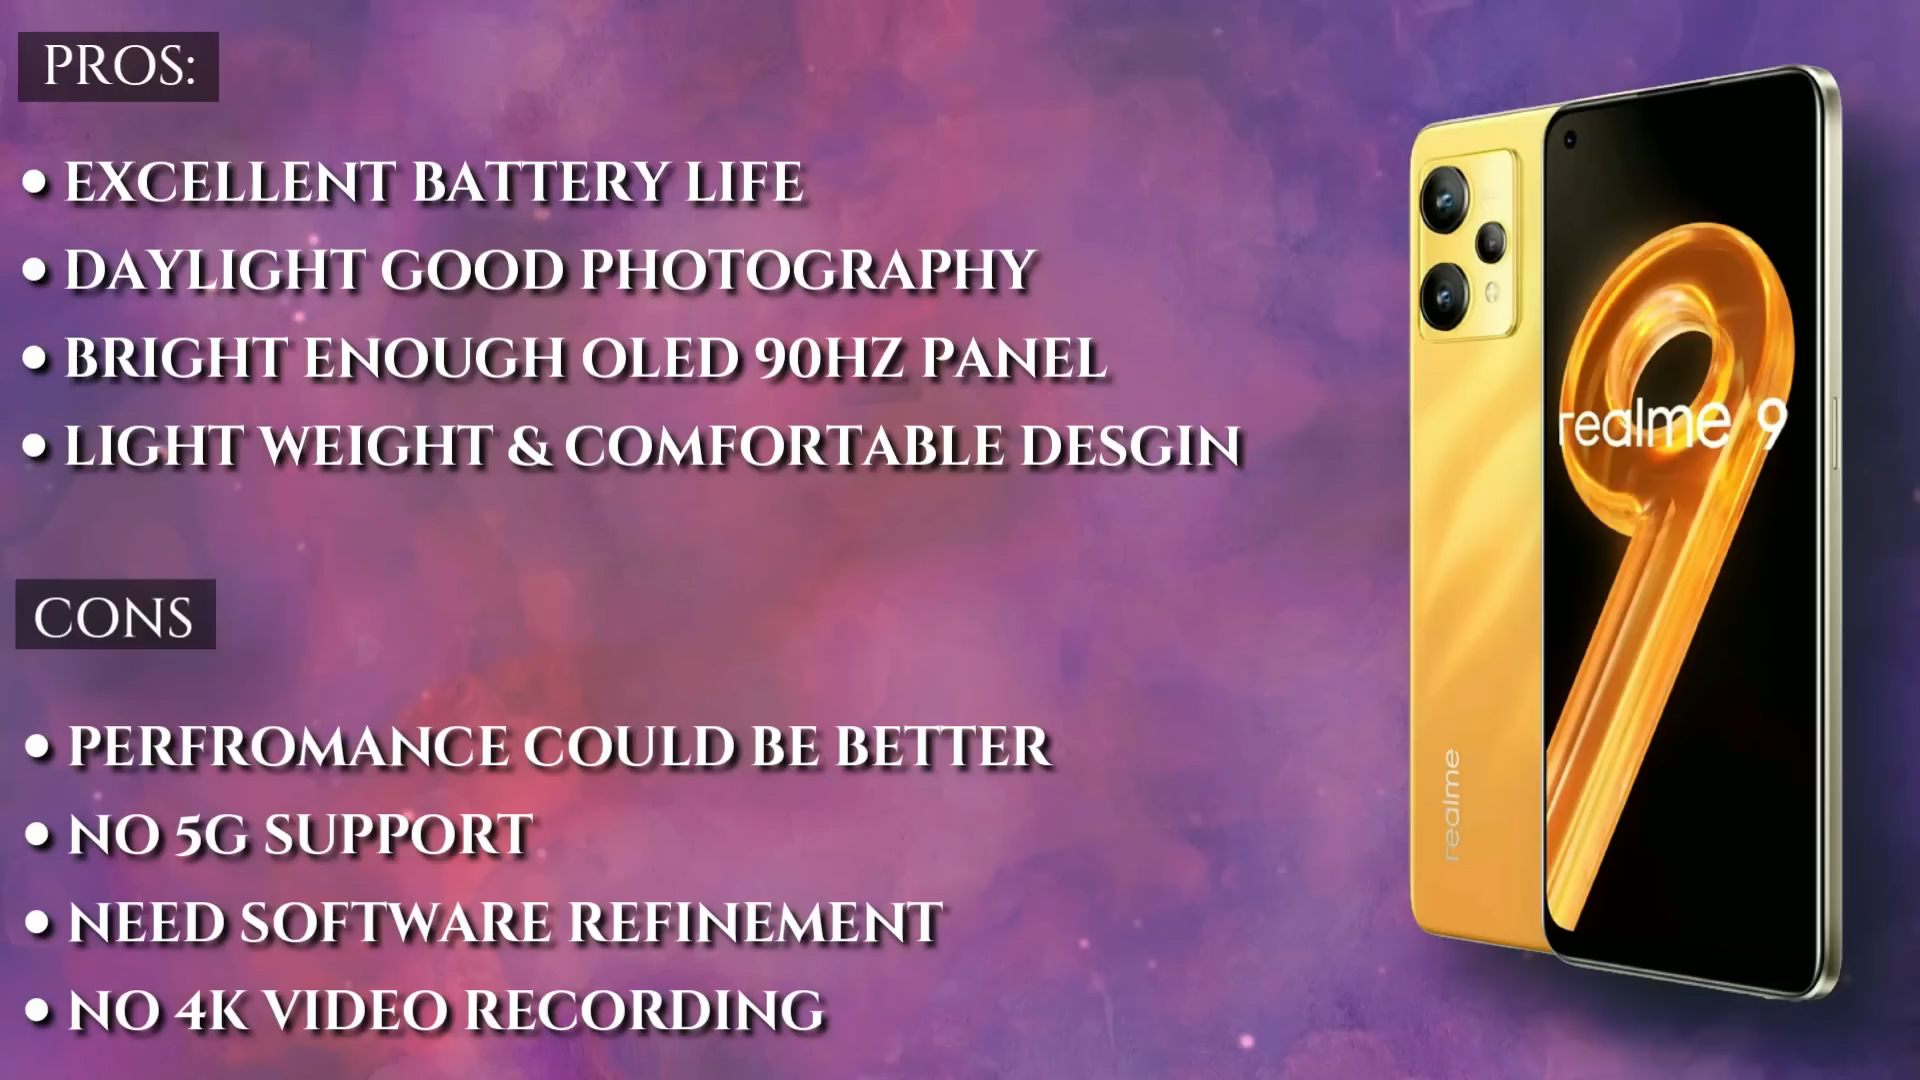 PROS:
• EXCELLENT BATTERY LIFE
• DAYLIGHT GOOD PHOTOGRAPHY
• BRIGHT ENOUGH OLED 90HZ PANEL
• LIGHT WEIGHT & COMFORTABLE DESGIN
CONS
• PERFROMANCE COULD BE BETTER
• NO 5G SUPPORT
• NEED SOFTWARE REFINEMENT
• NO 4K VIDEO RECORDING
realme 9
realme